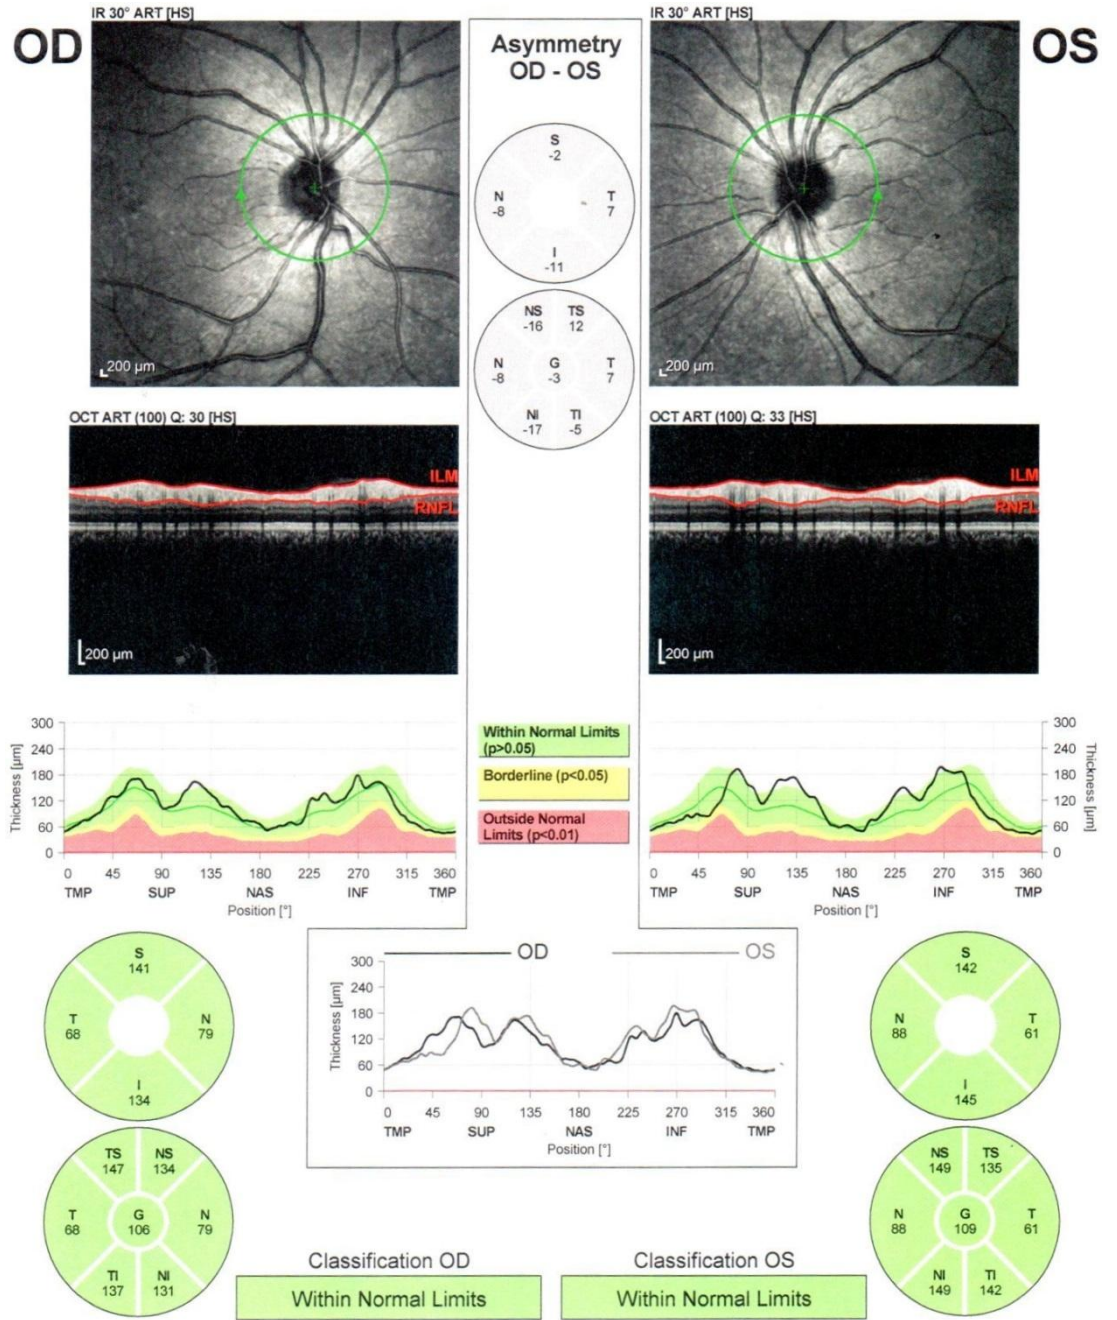 IR 30° ART [HS]
OD
200 µm
Asymmetry
OD - OS
S
-2
N
-8
T
7
I
-11
NS
-16
TS
12
N
-8
G
-3
T
7
NI
-17
TI
-5
IR 30° ART [HS]
OS
200 µm
OCT ART (100) Q: 30 [HS]
ILM
RNFL
200 µm
OCT ART (100) Q: 33 [HS]
ILM
RNFL
200 µm
Thickness [µm]
300
240
180
120
60
0
0 45 90 135 180 225 270 315 360
TMP SUP NAS INF TMP
Position [°]
Within Normal Limits
(p>0.05)
Borderline (p<0.05)
Outside Normal
Limits (p<0.01)
300
240
180
120
60
0
Thickness [µm]
0 45 90 135 180 225 270 315 360
TMP SUP NAS INF TMP
Position [°]
S
141
T
68
N
79
I
134
TS
147
NS
134
T
68
G
106
N
79
TI
137
NI
131
OD
OS
Thickness [µm]
300
240
180
120
60
0
0 45 90 135 180 225 270 315 360
TMP SUP NAS INF TMP
Position [°]
S
142
N
88
T
61
I
145
NS
149
TS
135
N
88
G
109
T
61
NI
149
TI
142
Classification OD
Within Normal Limits
Classification OS
Within Normal Limits